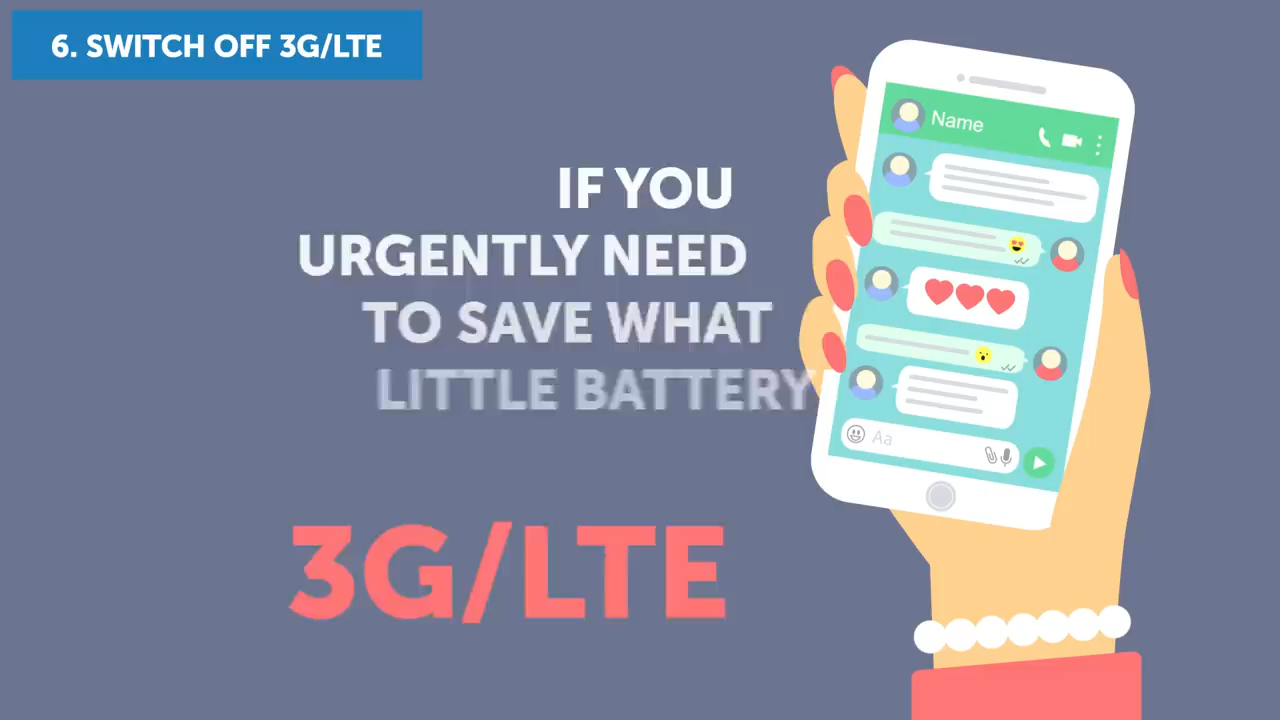 6. SWITCH OFF 3G/LTE
Name
IF YOU
URGENTLY NEED
TO SAVE WHAT
LITTLE BATTERY
Aa
3G/LTE